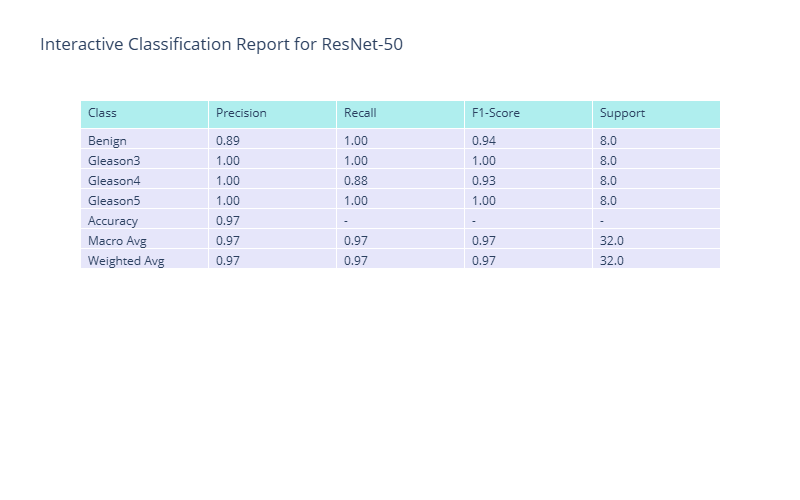 Interactive Classification Report for ResNet-50
Class Precision Recall F1-Score Support
Benign 0.89 1.00 0.94 8.0
Gleason3 1.00 1.00 1.00 8.0
Gleason4 1.00 0.88 0.93 8.0
Gleason5 1.00 1.00 1.00 8.0
Accuracy 0.97 - - -
Macro Avg 0.97 0.97 0.97 32.0
Weighted Avg 0.97 0.97 0.97 32.0